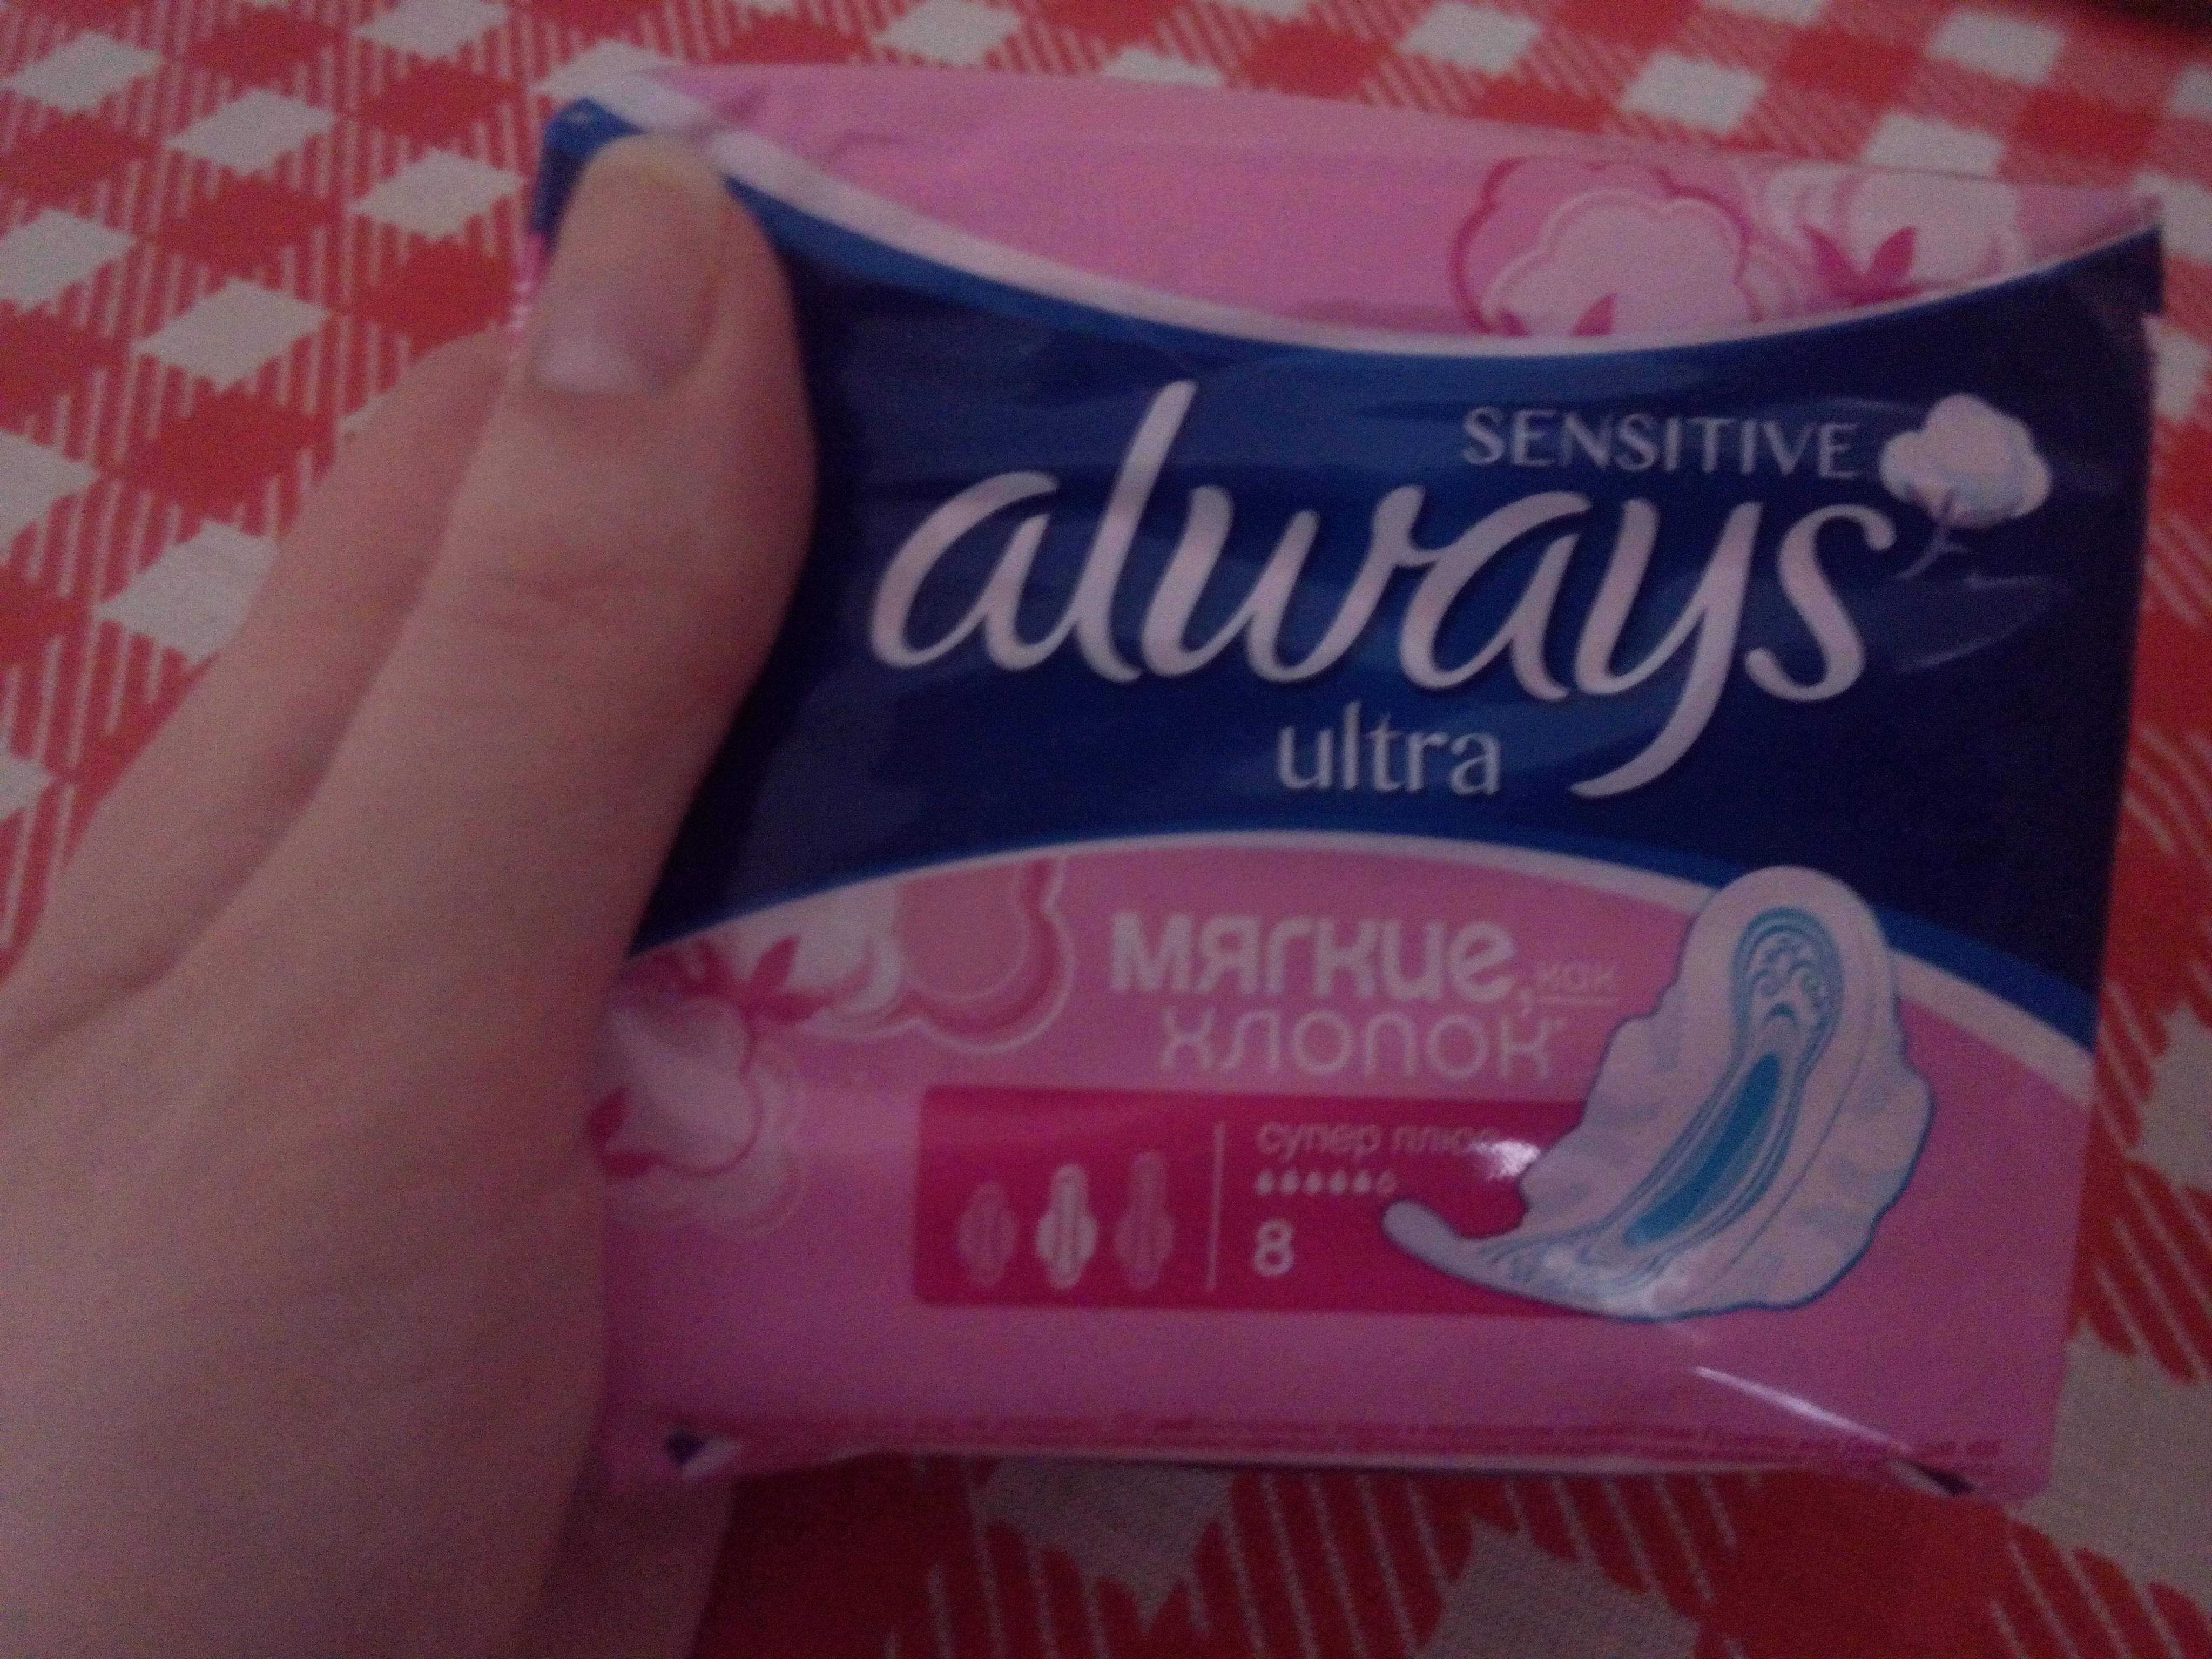 SENSITIVE
always
ultra
мягкие, как
хлопок
супер плюс
8